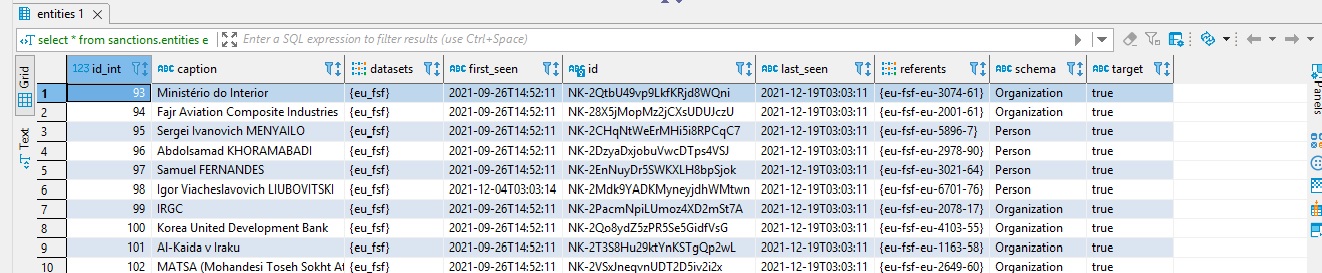 entities 1
select * from sanctions.entities e Enter a SQL expression to filter results (use Ctrl+Space)
Grid
Text
Panels
123 id_int ABC caption datasets ABC first_seen ABC id ABC last_seen referents ABC schema ABC target
1 93 Ministério do Interior {eu_fsf} 2021-09-26T14:52:11 NK-2QtbU49vp9LkfKRjd8WQni 2021-12-19T03:03:11 {eu-fsf-eu-3074-61} Organization true
2 94 Fajr Aviation Composite Industries {eu_fsf} 2021-09-26T14:52:11 NK-28X5jMopMz2jCXsUDUJczU 2021-12-19T03:03:11 {eu-fsf-eu-2001-61} Organization true
3 95 Sergei Ivanovich MENYAILO {eu_fsf} 2021-09-26T14:52:11 NK-2CHqNtWeErMHi5i8RPCqC7 2021-12-19T03:03:11 {eu-fsf-eu-5896-7} Person true
4 96 Abdolsamad KHORAMABADI {eu_fsf} 2021-09-26T14:52:11 NK-2DzyaDxjobuVwcDTps4VSJ 2021-12-19T03:03:11 {eu-fsf-eu-2978-90} Person true
5 97 Samuel FERNANDES {eu_fsf} 2021-09-26T14:52:11 NK-2EnNuyDr5SWKXLH8bpSjok 2021-12-19T03:03:11 {eu-fsf-eu-3021-64} Person true
6 98 Igor Viacheslavovich LIUBOVITSKI {eu_fsf} 2021-12-04T03:03:14 NK-2Mdk9YADKMyneyjdhWMtwn 2021-12-19T03:03:11 {eu-fsf-eu-6701-76} Person true
7 99 IRGC {eu_fsf} 2021-09-26T14:52:11 NK-2PacmNpiLUmoz4XD2mSt7A 2021-12-19T03:03:11 {eu-fsf-eu-2078-17} Organization true
8 100 Korea United Development Bank {eu_fsf} 2021-09-26T14:52:11 NK-2Qo8ydZ5zPR5Se5GidfVsG 2021-12-19T03:03:11 {eu-fsf-eu-4103-55} Organization true
9 101 Al-Kaida v Iraku {eu_fsf} 2021-09-26T14:52:11 NK-2T3S8Hu29ktYnKSTgQp2wL 2021-12-19T03:03:11 {eu-fsf-eu-1163-58} Organization true
10 102 MATSA (Mohandesi Toseh Sokht At {eu_fsf} 2021-09-26T14:52:11 NK-2VSxJneqvnUDT2D5iv2i2x 2021-12-19T03:03:11 {eu-fsf-eu-2649-60} Organization true